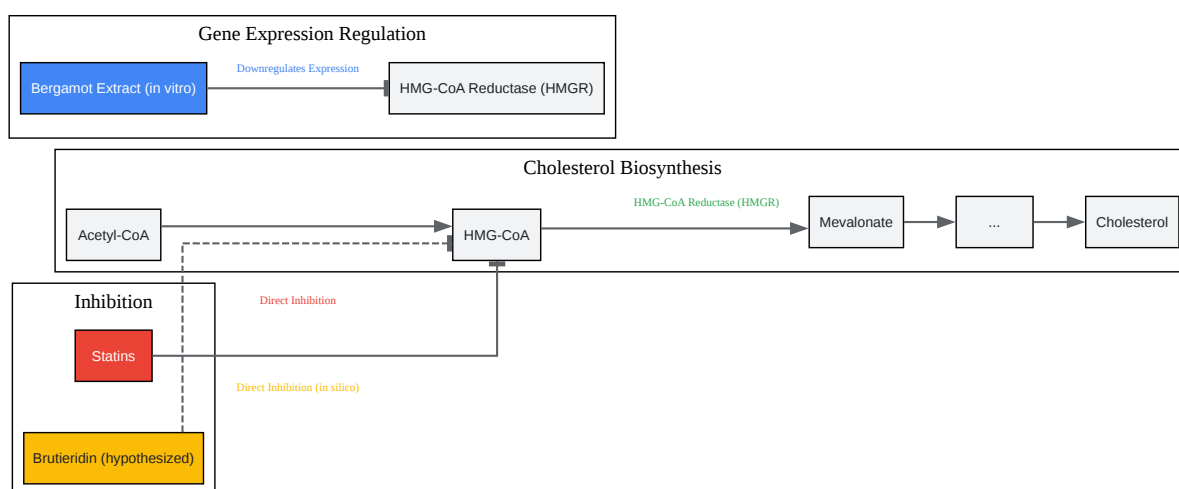 Gene Expression Regulation
Downregulates Expression
Bergamot Extract (in vitro)
HMG-CoA Reductase (HMGR)
Cholesterol Biosynthesis
HMG-CoA Reductase (HMGR)
Acetyl-CoA
HMG-CoA
Mevalonate
...
Cholesterol
Inhibition
Direct Inhibition
Statins
Direct Inhibition (in silico)
Brutieridin (hypothesized)